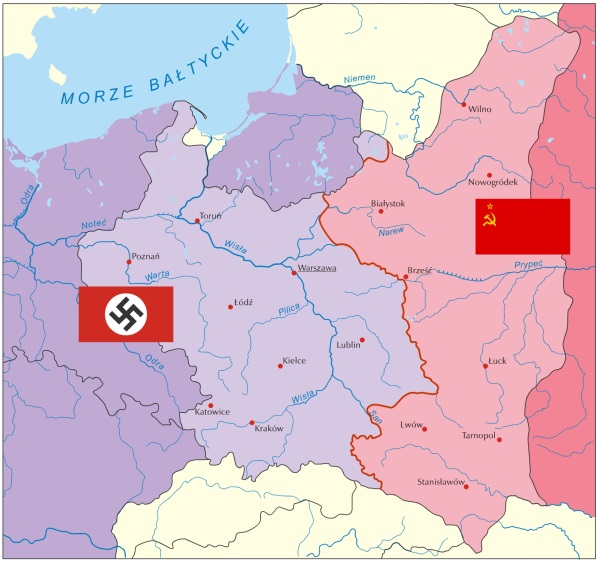 MORZE BAŁTYCKIE
Niemen
Wilno
Nowogródek
Białystok
Narew
Odra
Noteć
Toruń
Wisła
Poznań
Warta
Warszawa
Brześć
Prypeć
Łódź
Pilica
Lublin
Odra
Kielce
Łuck
Katowice
Wisła
Kraków
San
Lwów
Tarnopol
Stanisławów